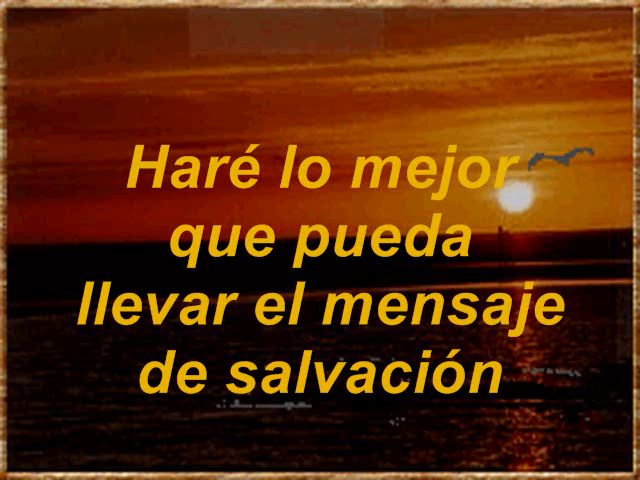 Haré lo mejor
que pueda
llevar el mensaje
de salvación